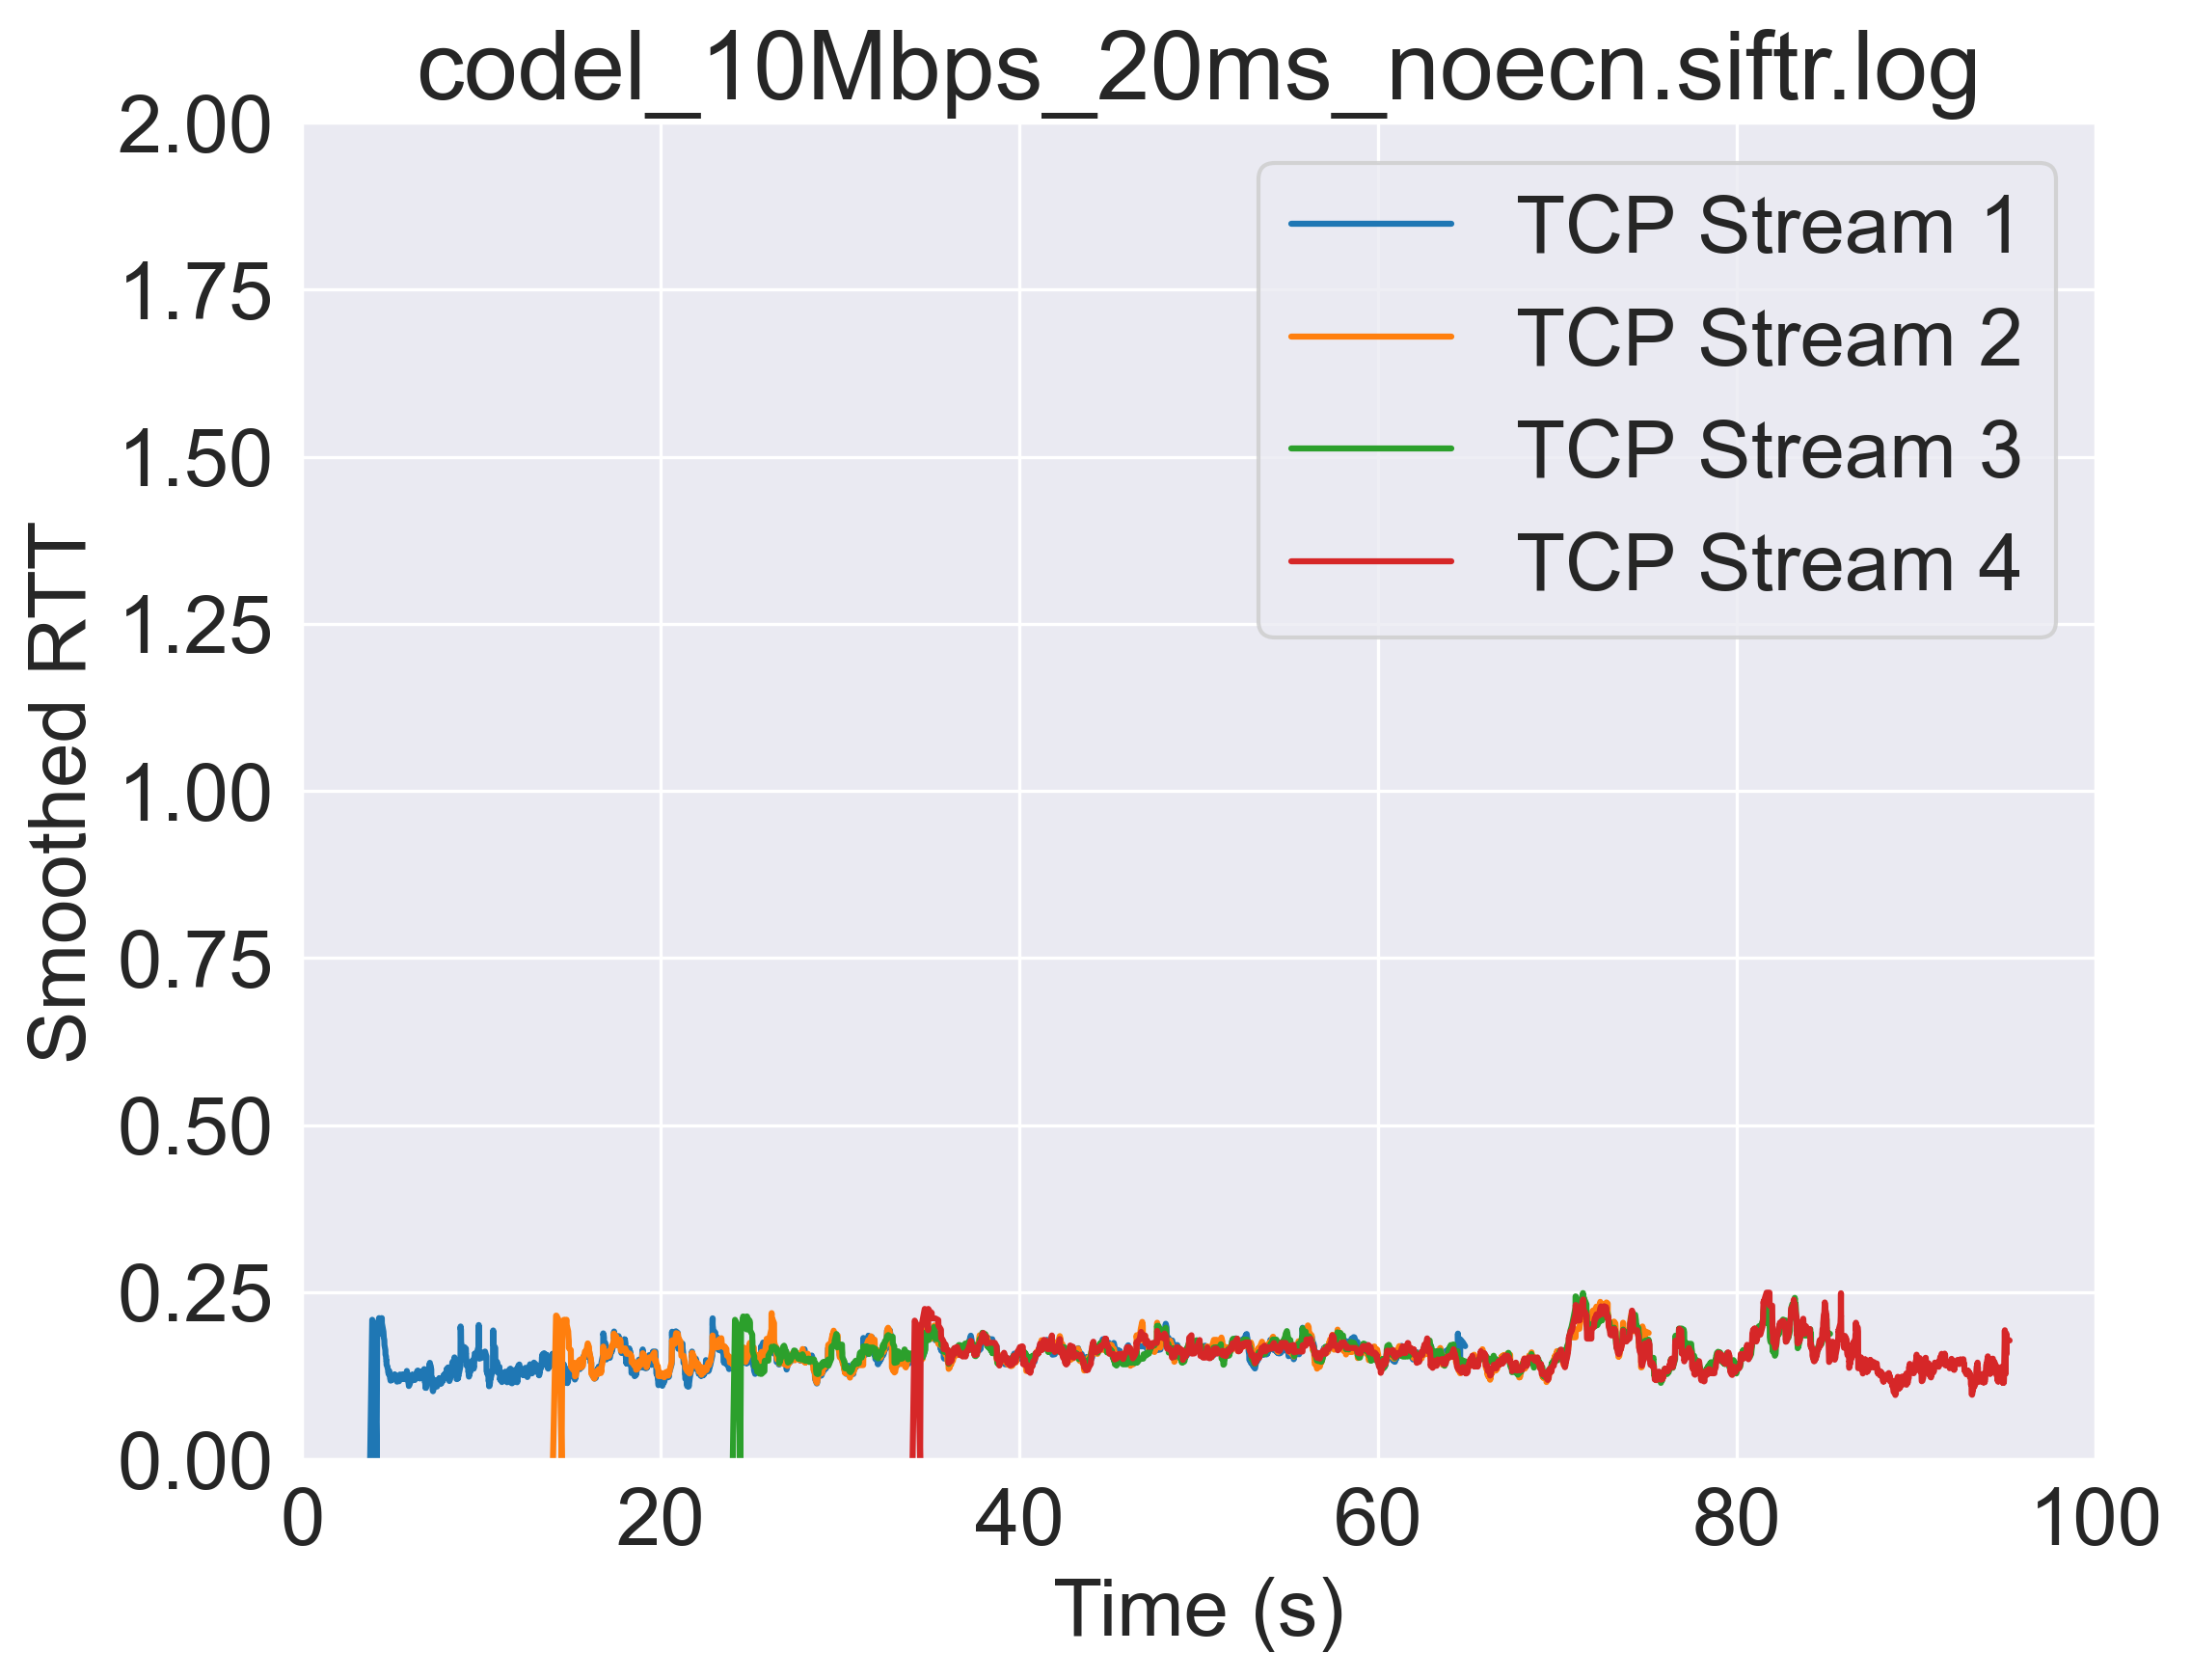 codel_10Mbps_20ms_noecn.siftr.log
2.00
1.75
1.50
1.25
1.00
0.75
0.50
0.25
0.00
Smoothed RTT
TCP Stream 1
TCP Stream 2
TCP Stream 3
TCP Stream 4
0 20 40 60 80 100
Time (s)